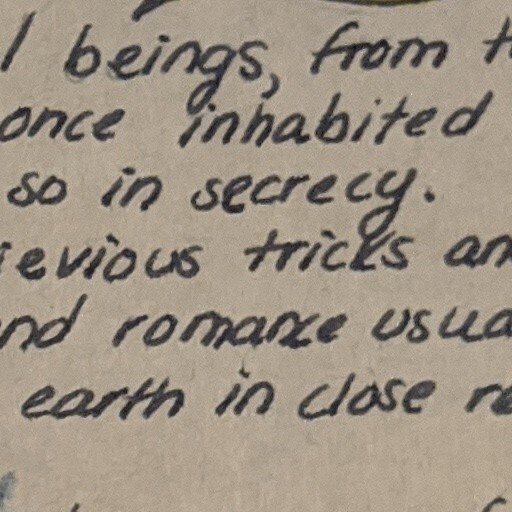 l beings, from t
once inhabited
so in secrecy.
ievious tricks an
nd romance usua
earth in close re